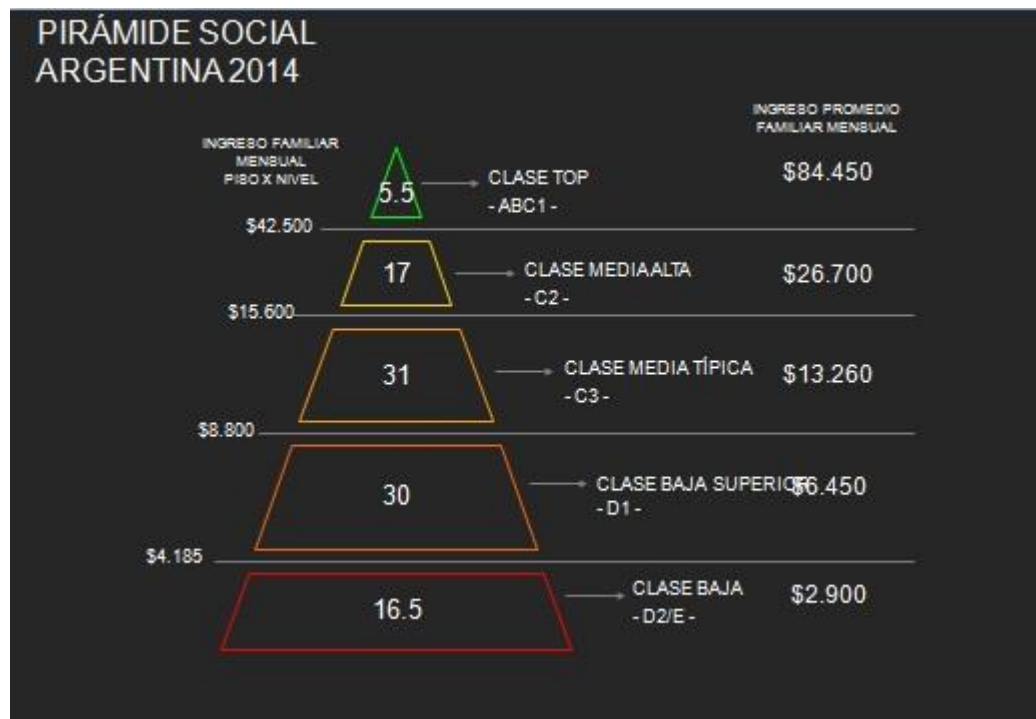 PIRÁMIDE SOCIAL
ARGENTINA 2014
INGRESO PROMEDIO
FAMILIAR MENSUAL
INGRESO FAMILIAR
MENSUAL
PISO X NIVEL
5.5
CLASE TOP
- ABC1 -
$84.450
$42.500
17
CLASE MEDIA ALTA
- C2 -
$26.700
$15.600
31
CLASE MEDIA TÍPICA
- C3 -
$13.260
$8.800
30
CLASE BAJA SUPERIOR
- D1 -
$6.450
$4.185
16.5
CLASE BAJA
- D2/E -
$2.900